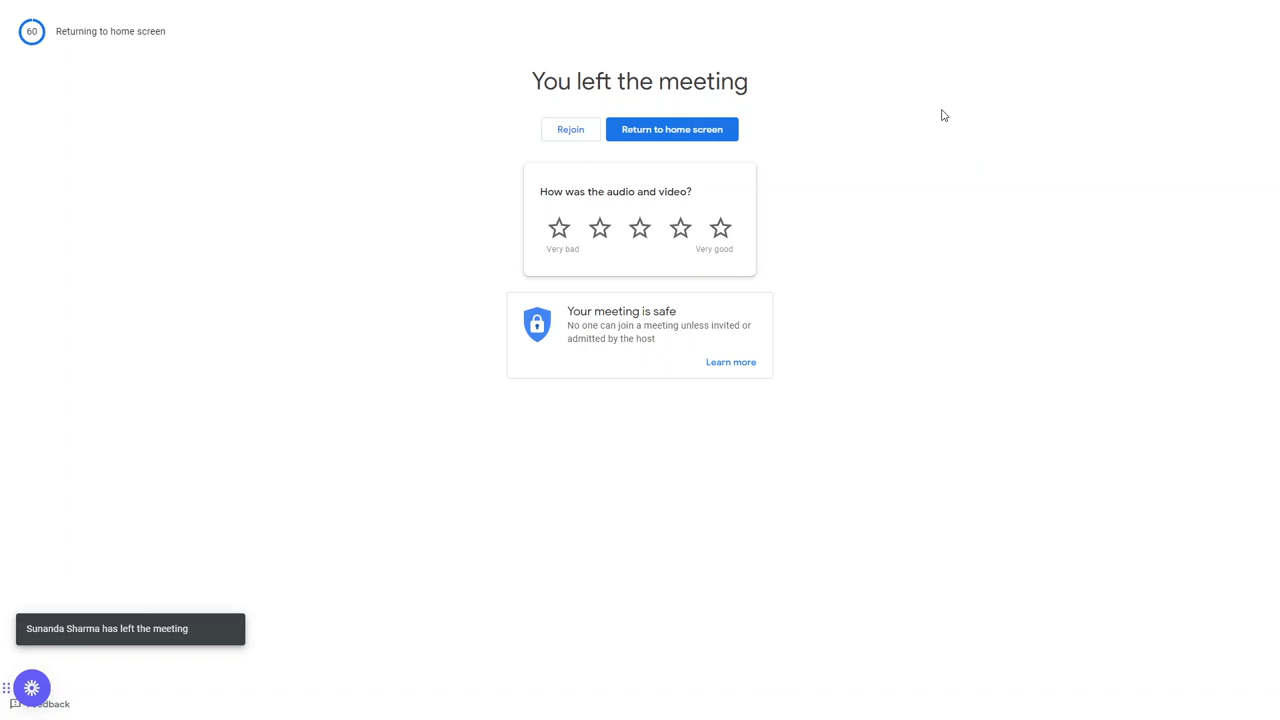 60 Returning to home screen
You left the meeting
Rejoin Return to home screen
How was the audio and video?
Very bad Very good
Your meeting is safe
No one can join a meeting unless invited or
admitted by the host
Learn more
Sunanda Sharma has left the meeting